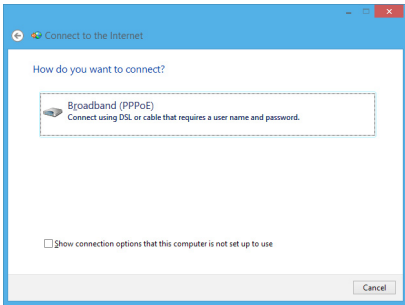 Connect to the Internet
How do you want to connect?
Broadband (PPPoE)
Connect using DSL or cable that requires a user name and password.
Show connection options that this computer is not set up to use
Cancel